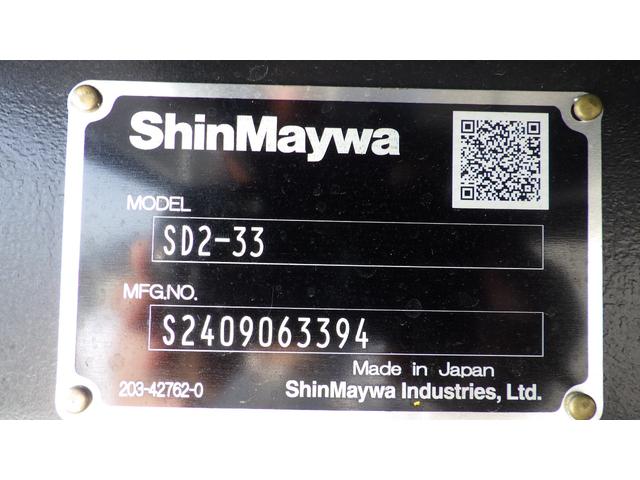 ShinMaywa
MODEL
SD2-33
MFG.NO.
S2409063394
Made in Japan
203-42762-0 ShinMaywa Industries, Ltd.